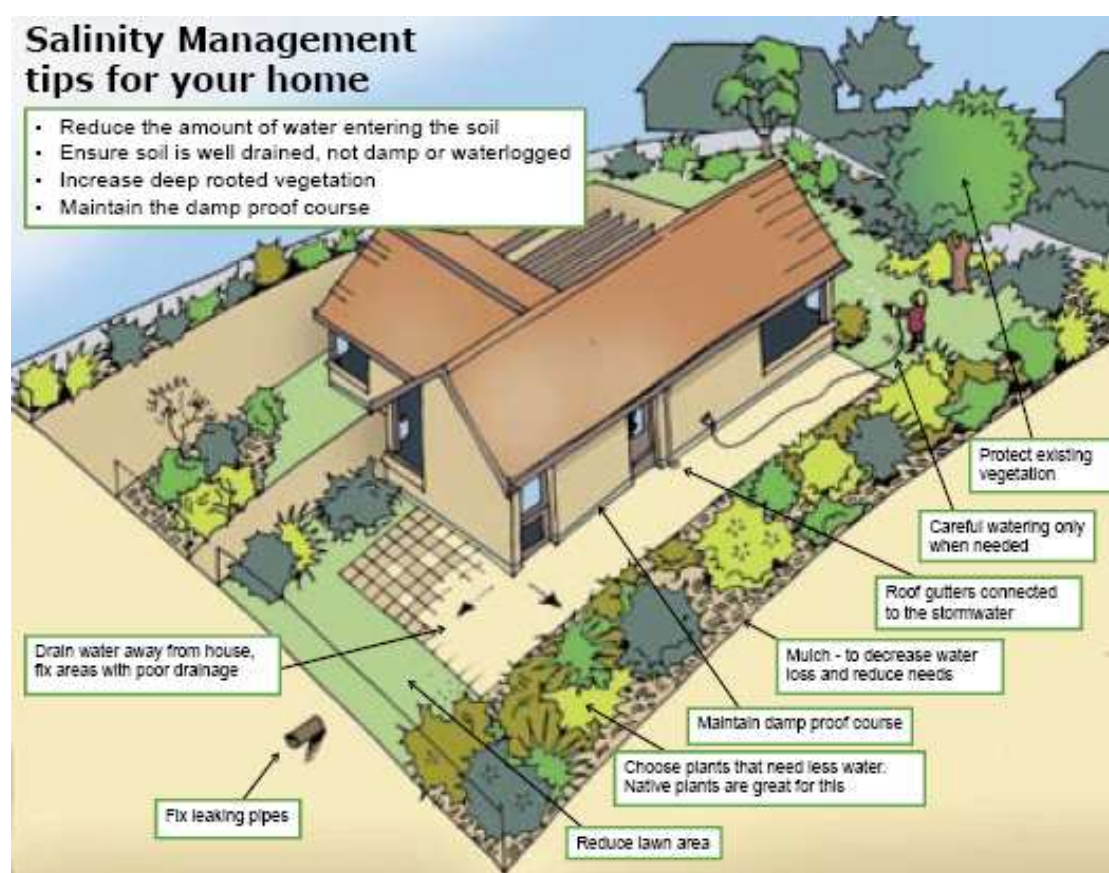 Salinity Management
tips for your home
• Reduce the amount of water entering the soil
• Ensure soil is well drained, not damp or waterlogged
• Increase deep rooted vegetation
• Maintain the damp proof course
Protect existing
vegetation
Careful watering only
when needed
Roof gutters connected
to the stormwater
Drain water away from house,
fix areas with poor drainage
Mulch - to decrease water
loss and reduce needs
Maintain damp proof course
Choose plants that need less water.
Native plants are great for this
Fix leaking pipes
Reduce lawn area